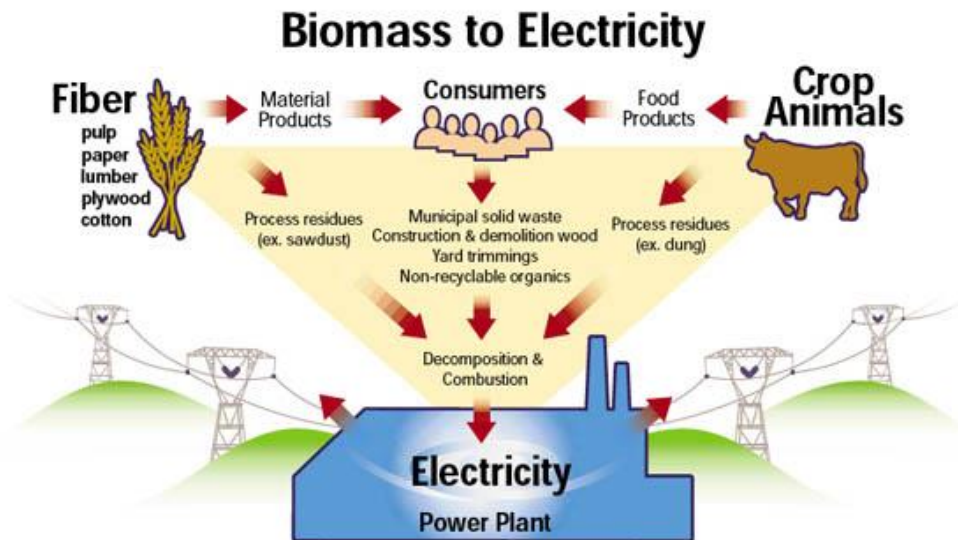 Biomass to Electricity
Fiber
pulp
paper
lumber
plywood
cotton
Material
Products
Consumers
Food
Products
Crop
Animals
Process residues
(ex. sawdust)
Municipal solid waste
Construction & demolition wood
Yard trimmings
Non-recyclable organics
Process residues
(ex. dung)
Decomposition &
Combustion
Electricity
Power Plant